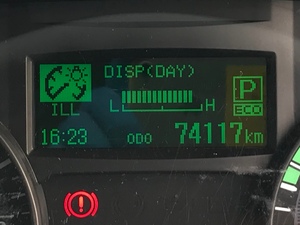 DISP(DAY)
L H
P
ILL
ECO
16:23 ODO 74117km